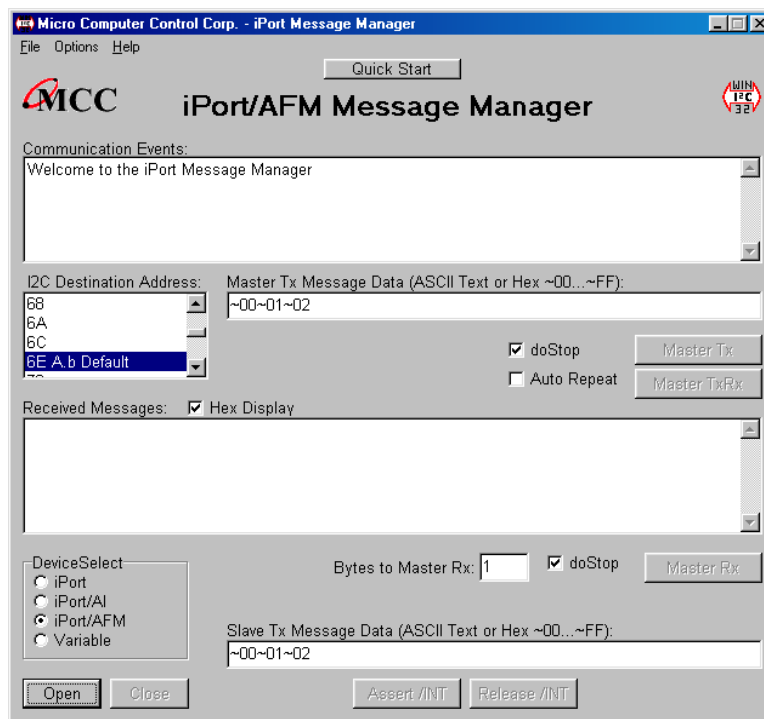 Micro Computer Control Corp. - iPort Message Manager
File Options Help
Quick Start
MCC
iPort/AFM Message Manager
WIN
I²C
32
Communication Events:
Welcome to the iPort Message Manager
I2C Destination Address:
68
6A
6C
6E A.b Default
Master Tx Message Data (ASCII Text or Hex ~00...~FF):
~00~01~02
doStop
Master Tx
Auto Repeat
Master TxRx
Received Messages: Hex Display
DeviceSelect
iPort
iPort/AI
iPort/AFM
Variable
Bytes to Master Rx: 1 doStop Master Rx
Slave Tx Message Data (ASCII Text or Hex ~00...~FF):
~00~01~02
Open Close Assert /INT Release /INT